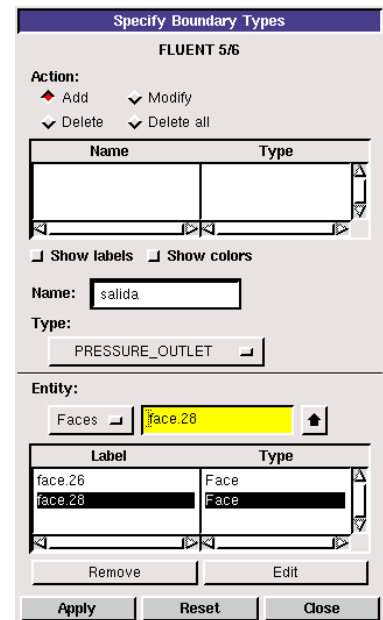 Specify Boundary Types
FLUENT 5/6
Action:
Add Modify
Delete Delete all
Name Type
Show labels Show colors
Name: salida
Type:
PRESSURE_OUTLET
Entity:
Faces face.28
Label Type
face.26 Face
face.28 Face
Remove Edit
Apply Reset Close